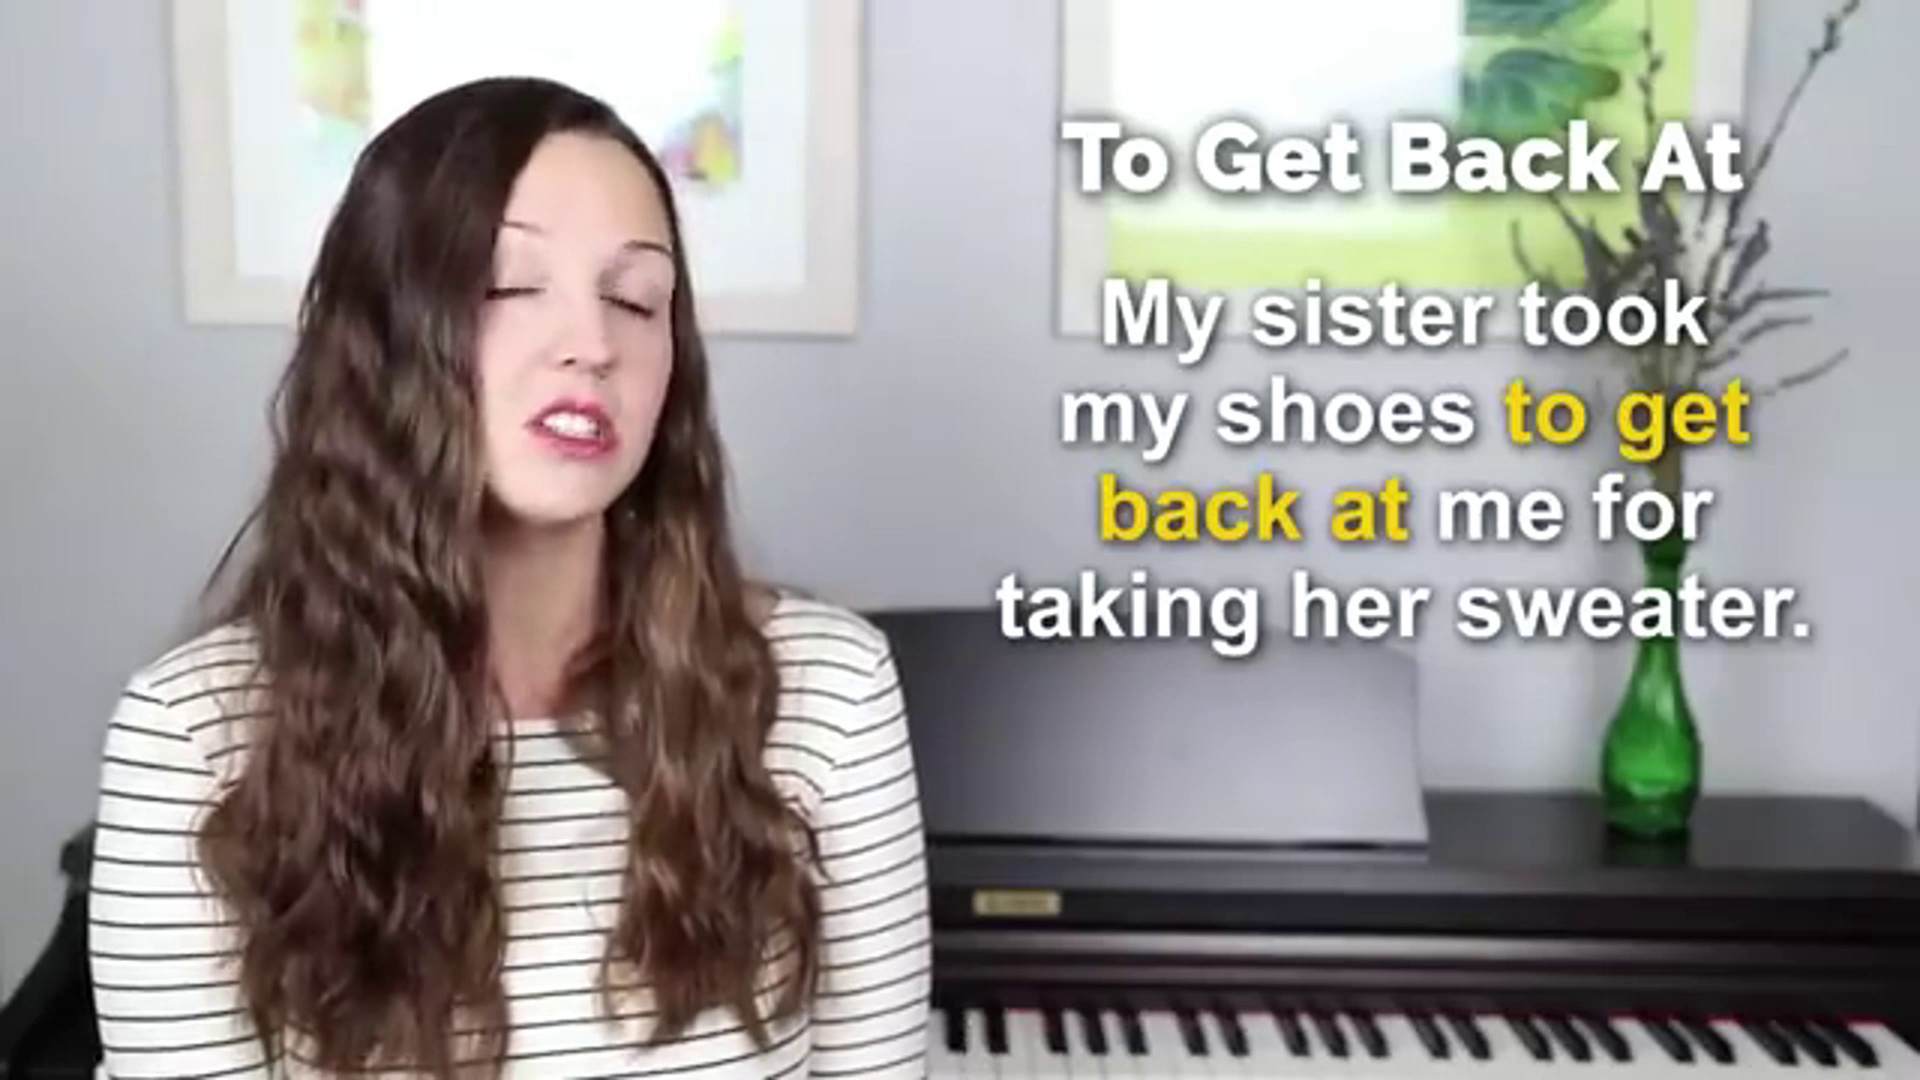 To Get Back At
My sister took
my shoes to get
back at me for
taking her sweater.